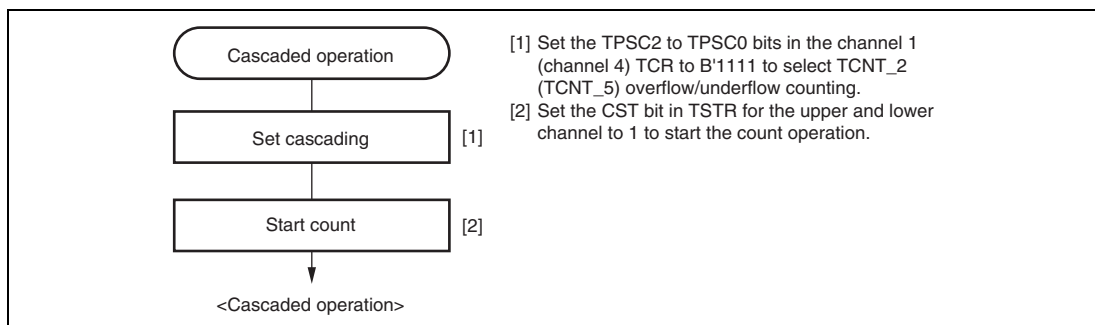 Cascaded operation
Set cascading
[1]
Start count
[2]
<Cascaded operation>
[1] Set the TPSC2 to TPSC0 bits in the channel 1
(channel 4) TCR to B'1111 to select TCNT_2
(TCNT_5) overflow/underflow counting.
[2] Set the CST bit in TSTR for the upper and lower
channel to 1 to start the count operation.